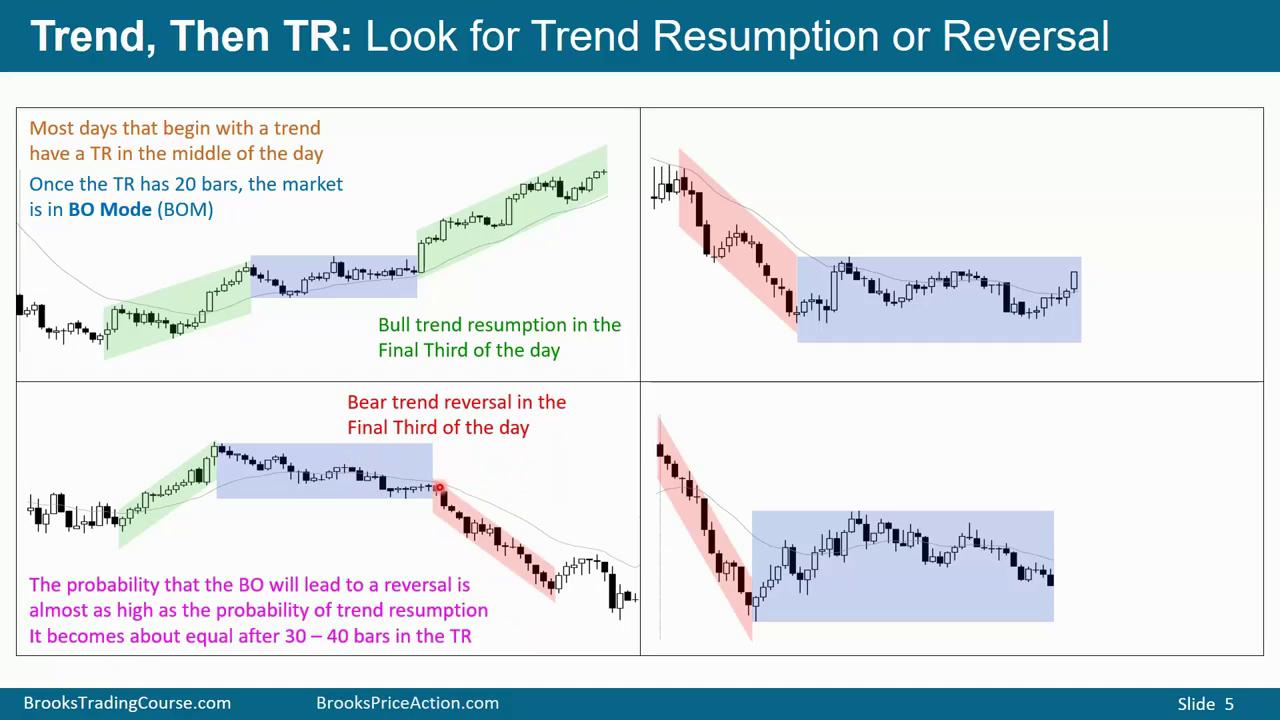 Trend, Then TR: Look for Trend Resumption or Reversal
Most days that begin with a trend
have a TR in the middle of the day
Once the TR has 20 bars, the market
is in BO Mode (BOM)
Bull trend resumption in the
Final Third of the day
Bear trend reversal in the
Final Third of the day
The probability that the BO will lead to a reversal is
almost as high as the probability of trend resumption
It becomes about equal after 30 – 40 bars in the TR
BrooksTradingCourse.com
BrooksPriceAction.com
Slide 5